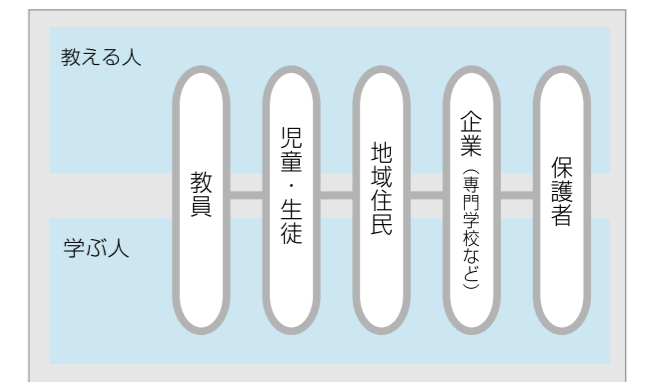 教える人
教員
児童・生徒
地域住民
企業(専門学校など)
保護者
学ぶ人